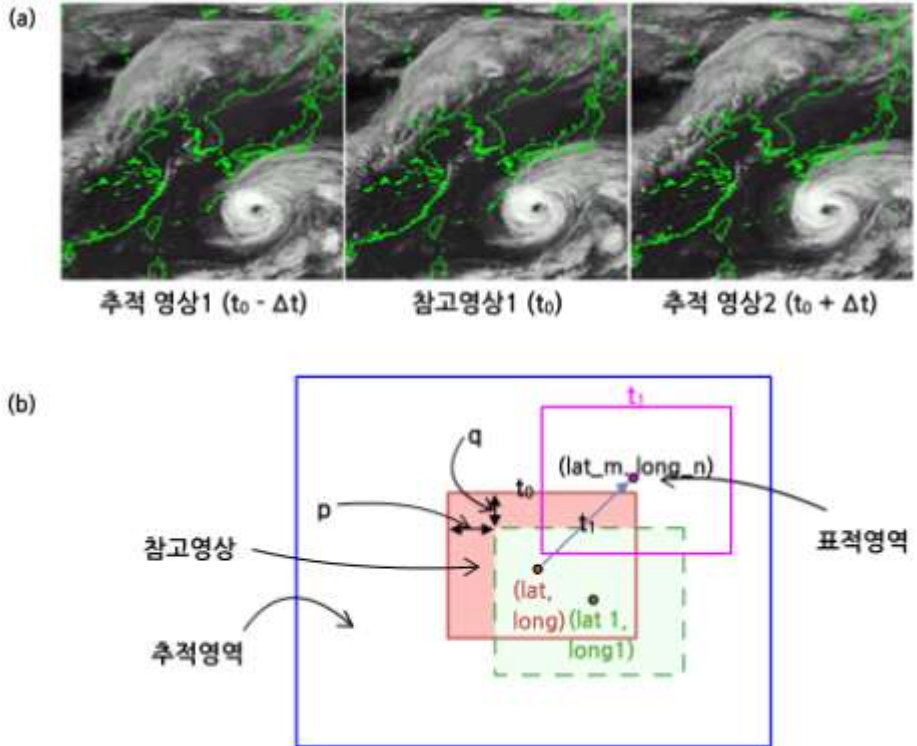 (a)
추적 영상1 (t₀ - Δt)
참고영상1 (t₀)
추적 영상2 (t₀ + Δt)
(b)
t₁
q
(lat_m_long_n)
t₀
p
t₁
표적영역
참고영상
(lat,
long)
(lat 1,
long1)
추적영역